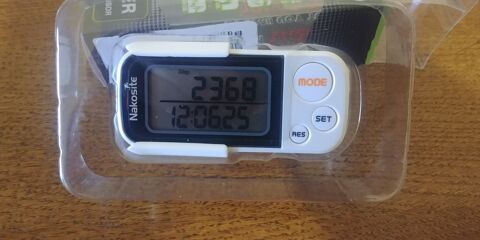 Nakosite
Step
2368
12:06.25
MODE
SET
RES